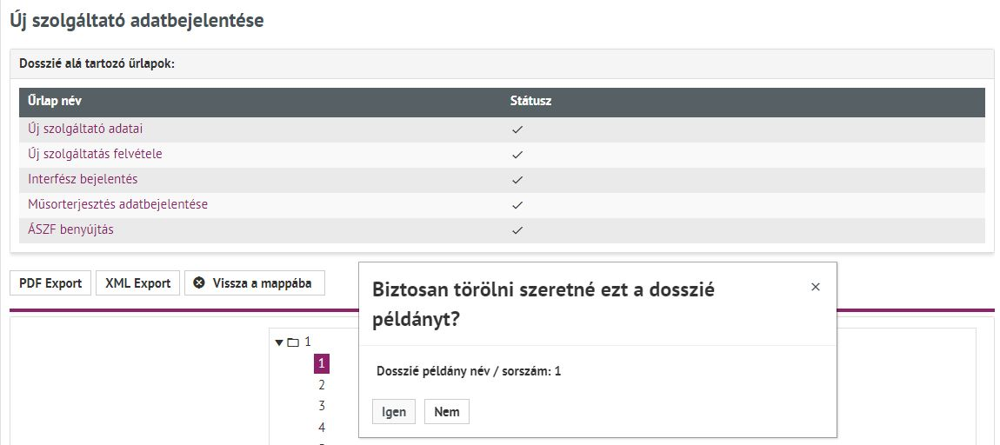 Új szolgáltató adatbejelentése
Dosszié alá tartozó űrlapok:
Űrlap név Státusz
Új szolgáltató adatai
Új szolgáltatás felvétele
Interfész bejelentés
Műsorterjesztés adatbejelentése
ÁSZF benyújtás
PDF Export XML Export Vissza a mappába
Biztosan törölni szeretné ezt a dosszié
példányt?
Dosszié példány név / sorszám: 1
Igen Nem
1
1
2
3
4